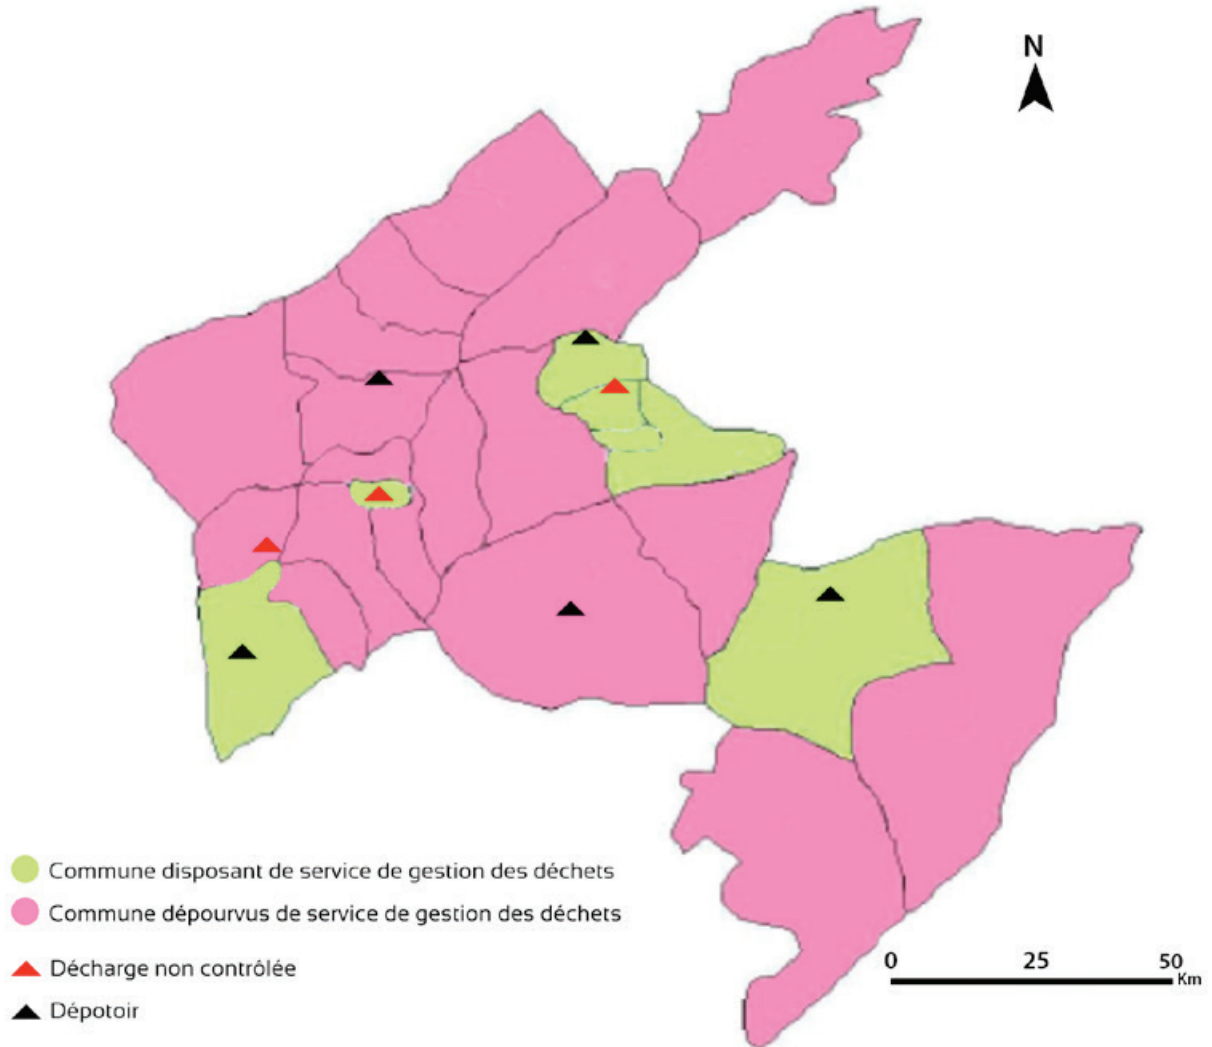 N
Commune disposant de service de gestion des déchets
Commune dépourvus de service de gestion des déchets
Décharge non contrôlée
Dépotoir
0 25 50
Km